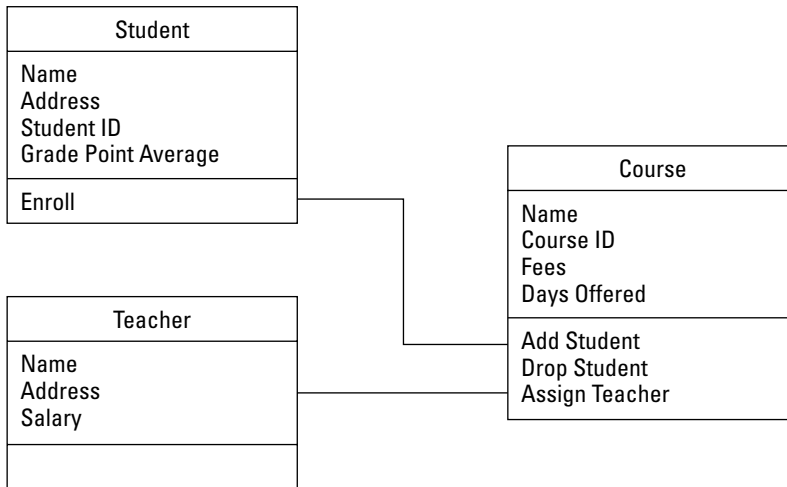 Student
Name
Address
Student ID
Grade Point Average
Enroll
Teacher
Name
Address
Salary
Course
Name
Course ID
Fees
Days Offered
Add Student
Drop Student
Assign Teacher